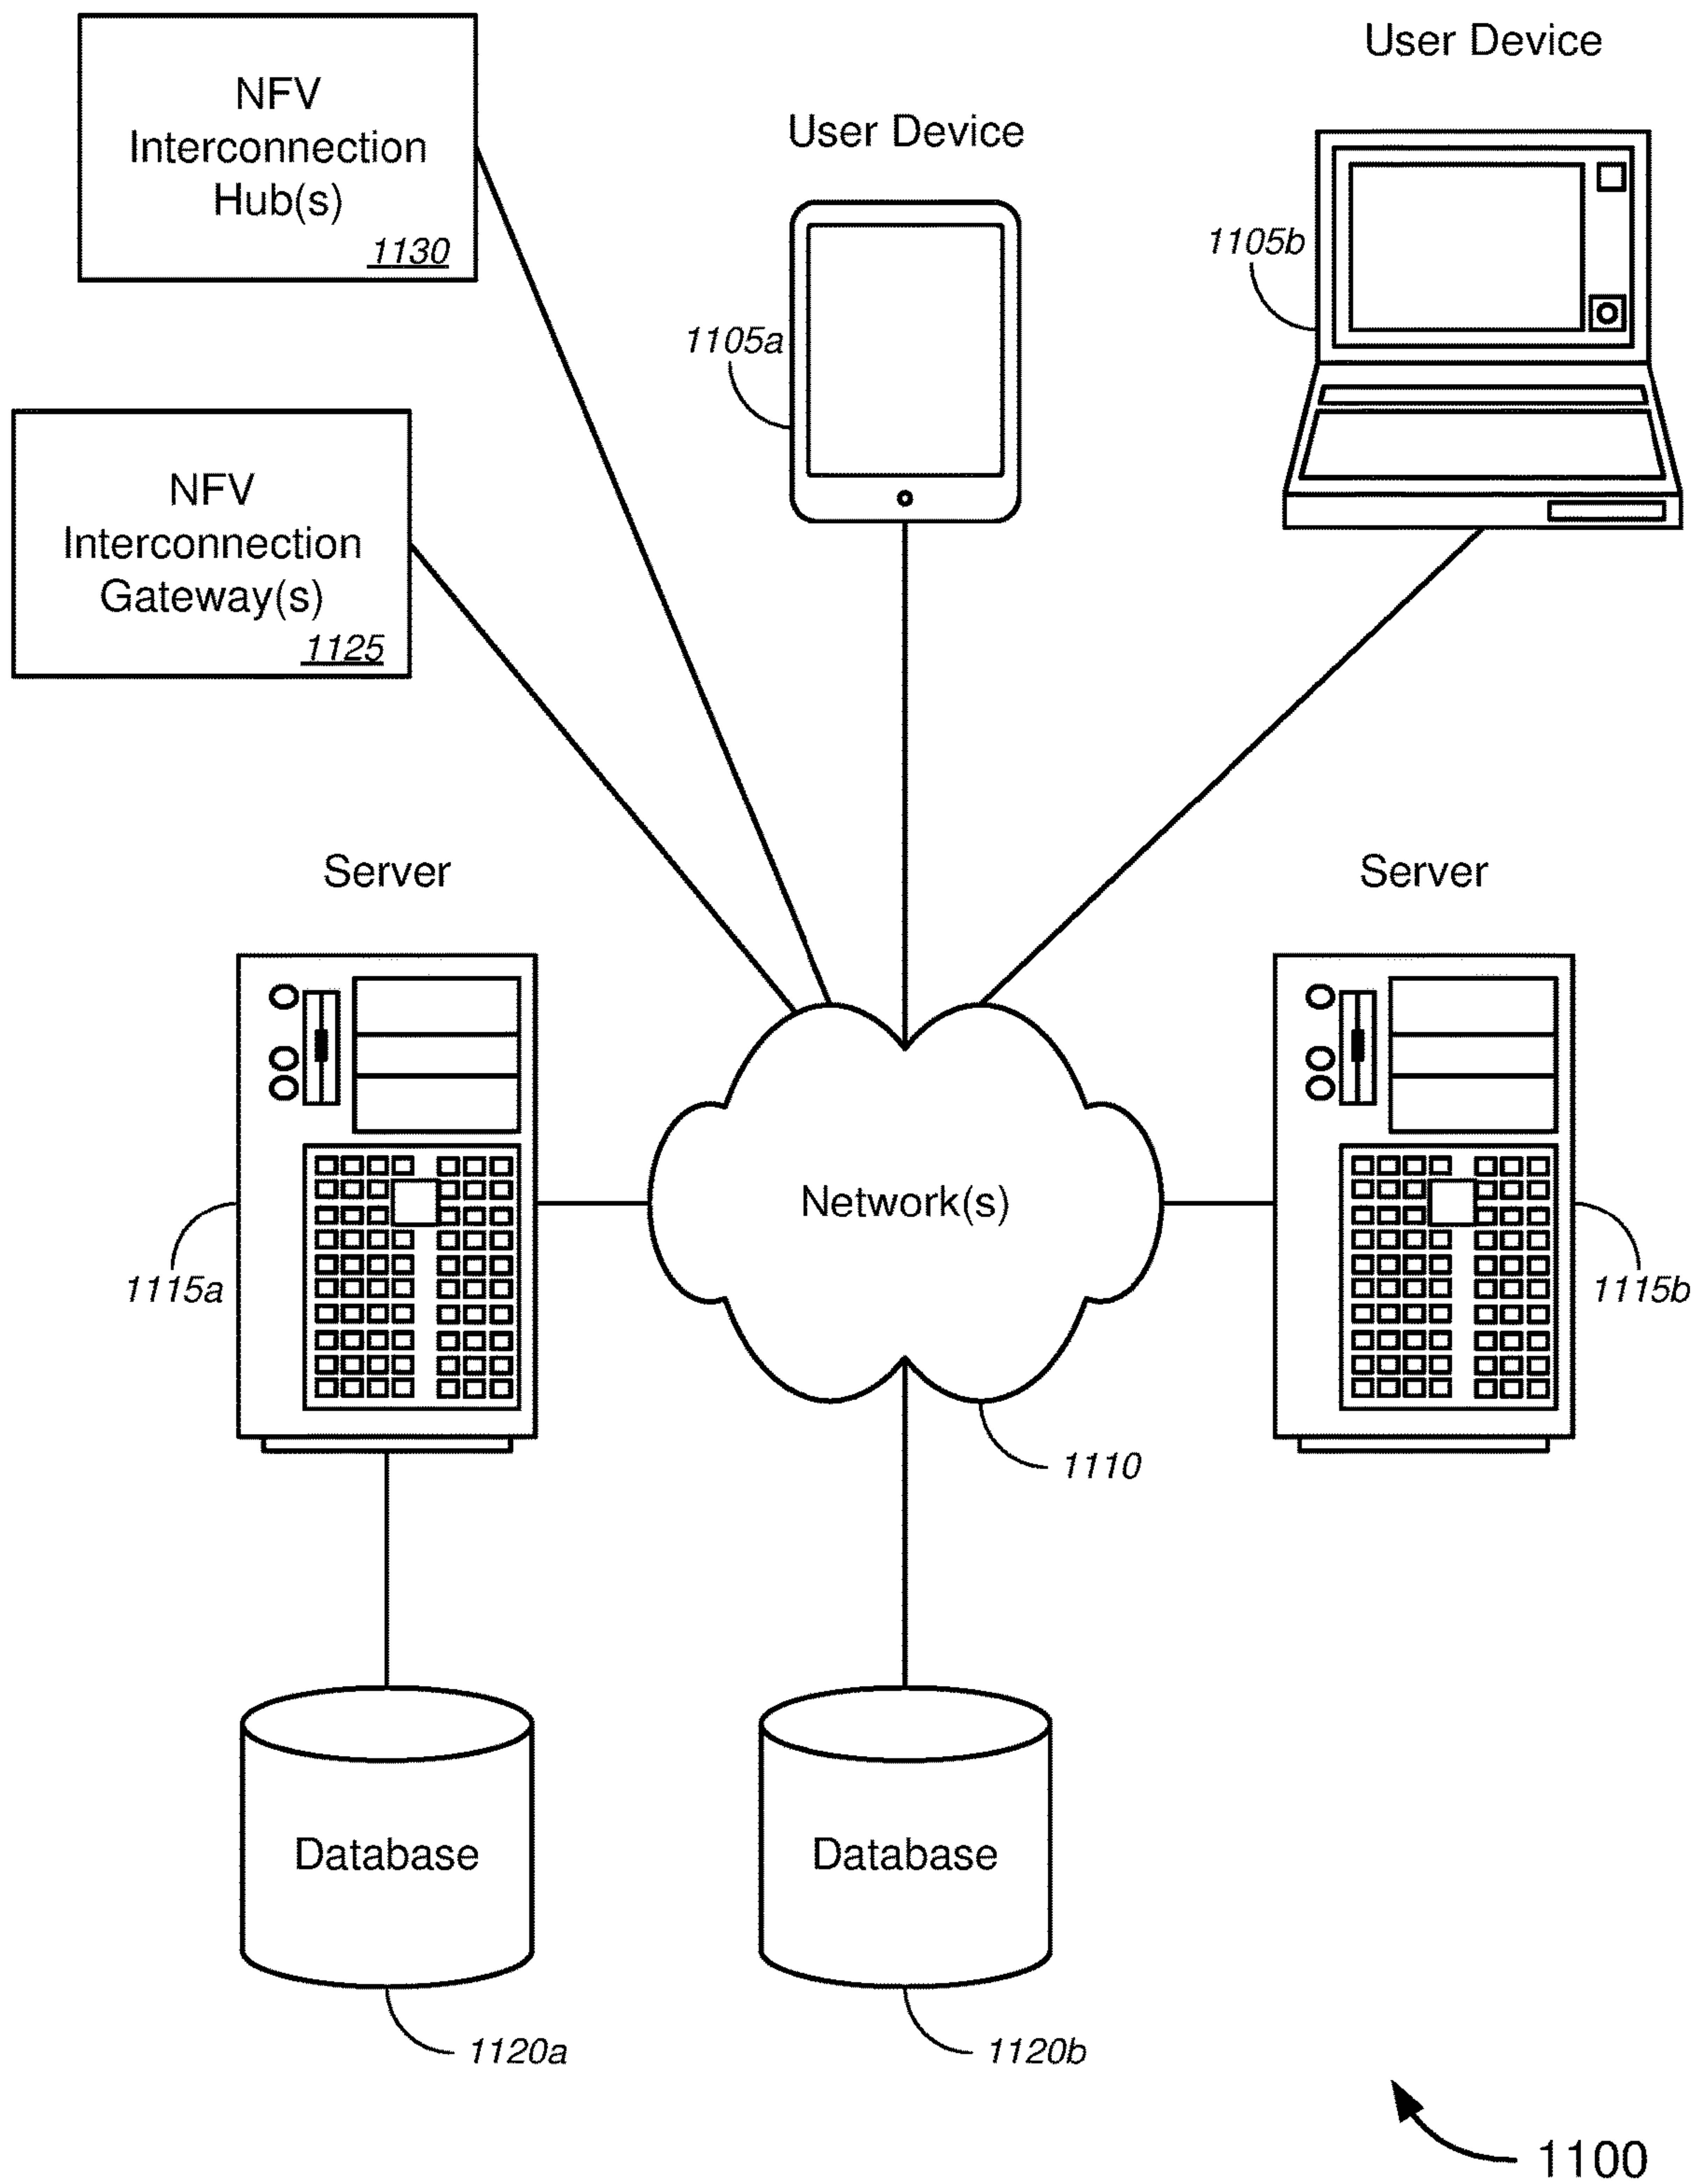 User Device
NFV
Interconnection
Hub(s)
1130
User Device
1105b
1105a
NFV
Interconnection
Gateway(s)
1125
Server
Server
Network(s)
1115a
1115b
1110
Database
Database
1120a
1120b
1100